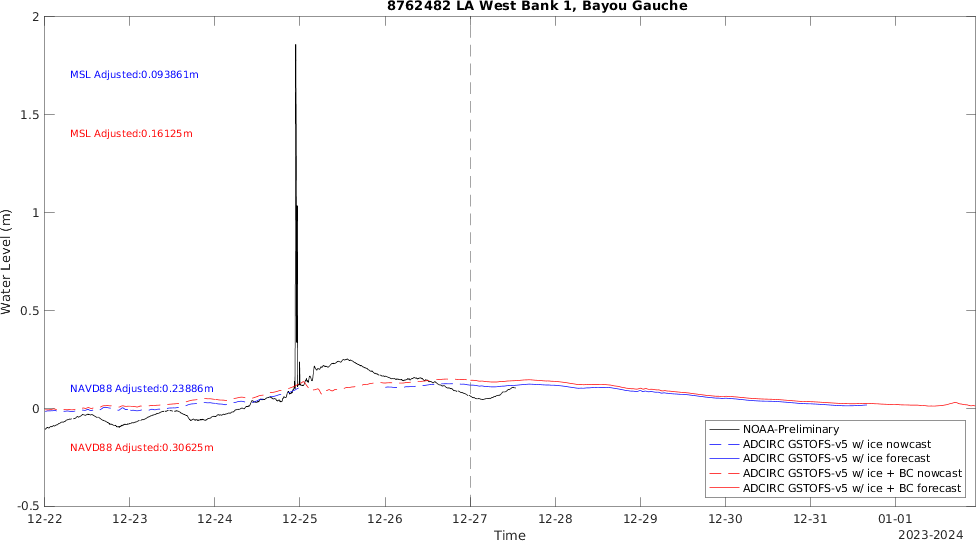 8762482 LA West Bank 1, Bayou Gauche
2
MSL Adjusted:0.093861m
1.5
MSL Adjusted:0.16125m
1
Water Level (m)
0.5
NAVD88 Adjusted:0.23886m
0
NAVD88 Adjusted:0.30625m
NOAA-Preliminary
ADCIRC GSTOFS-v5 w/ ice nowcast
ADCIRC GSTOFS-v5 w/ ice forecast
ADCIRC GSTOFS-v5 w/ ice + BC nowcast
ADCIRC GSTOFS-v5 w/ ice + BC forecast
-0.5
12-22 12-23 12-24 12-25 12-26 12-27 12-28 12-29 12-30 12-31 01-01
Time
2023-2024